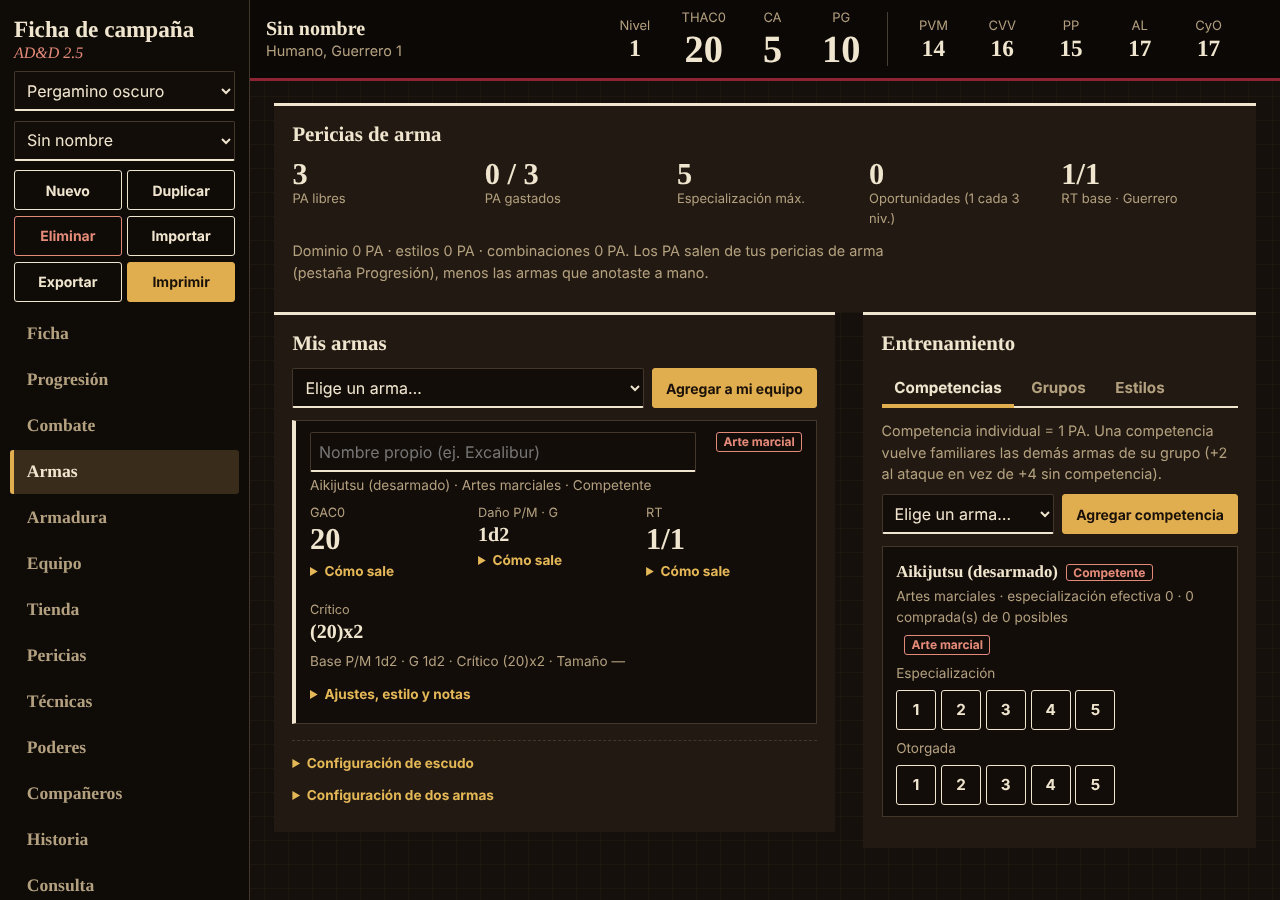 Ficha de campaña
AD&D 2.5
Pergamino oscuro
Sin nombre
Nuevo
Duplicar
Eliminar
Importar
Exportar
Imprimir
Ficha
Progresión
Combate
Armas
Armadura
Equipo
Tienda
Pericias
Técnicas
Poderes
Compañeros
Historia
Consulta
Sin nombre
Humano, Guerrero 1
Nivel
1
THAC0
20
CA
5
PG
10
PVM
14
CVV
16
PP
15
AL
17
CyO
17
Pericias de arma
3
PA libres
0 / 3
PA gastados
5
Especialización máx.
0
Oportunidades (1 cada 3
niv.)
1/1
RT base · Guerrero
Dominio 0 PA · estilos 0 PA · combinaciones 0 PA. Los PA salen de tus pericias de arma
(pestaña Progresión), menos las armas que anotaste a mano.
Mis armas
Elige un arma...
Agregar a mi equipo
Nombre propio (ej. Excalibur)
Arte marcial
Aikijutsu (desarmado) · Artes marciales · Competente
GAC0
20
Cómo sale
Daño P/M · G
1d2
Cómo sale
RT
1/1
Cómo sale
Crítico
(20)x2
Base P/M 1d2 · G 1d2 · Crítico (20)x2 · Tamaño —
Ajustes, estilo y notas
Configuración de escudo
Configuración de dos armas
Entrenamiento
Competencias
Grupos
Estilos
Competencia individual = 1 PA. Una competencia
vuelve familiares las demás armas de su grupo (+2
al ataque en vez de +4 sin competencia).
Elige un arma...
Agregar competencia
Aikijutsu (desarmado)
Competente
Artes marciales · especialización efectiva 0 · 0
comprada(s) de 0 posibles
Arte marcial
Especialización
1 2 3 4 5
Otorgada
1 2 3 4 5